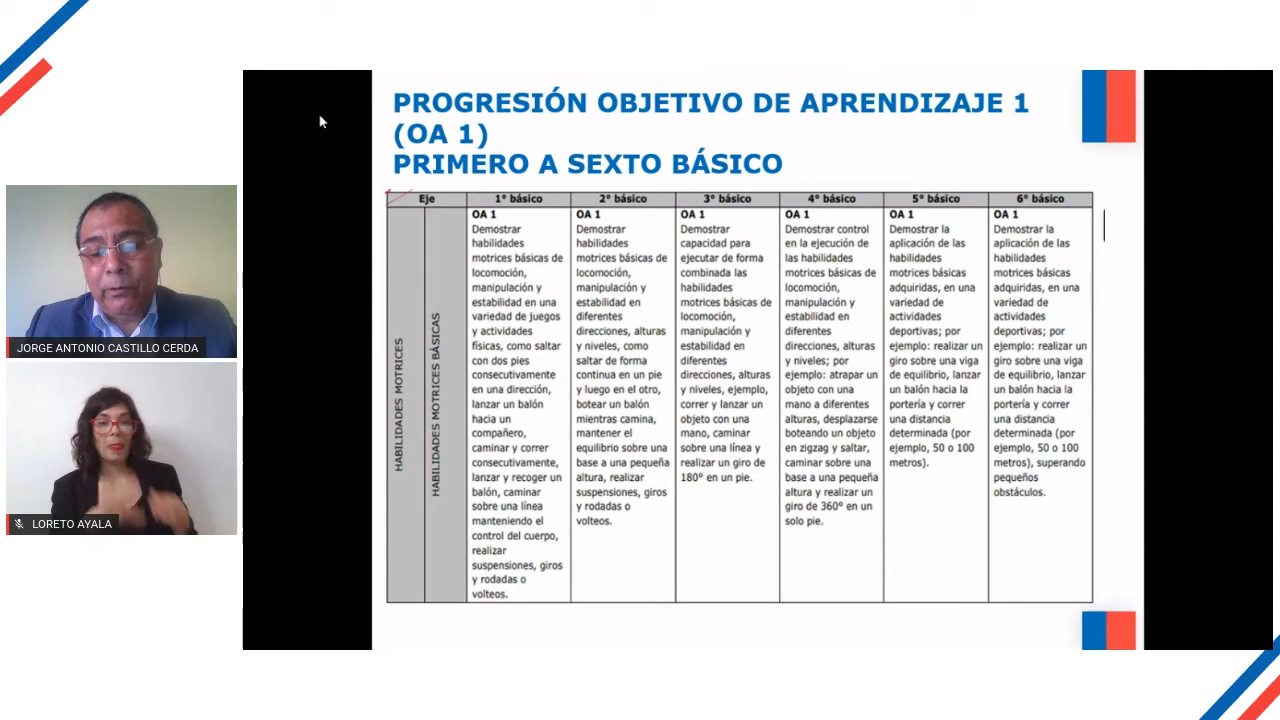 PROGRESIÓN OBJETIVO DE APRENDIZAJE 1
(OA 1)
PRIMERO A SEXTO BÁSICO
Eje
1° básico
2° básico
3° básico
4° básico
5° básico
6° básico
HABILIDADES MOTRICES
HABILIDADES MOTRICES BÁSICAS
OA 1
Demostrar
habilidades
motrices básicas de
locomoción,
manipulación y
estabilidad en una
variedad de juegos
y actividades
físicas, como saltar
con dos pies
consecutivamente
en una dirección,
lanzar un balón
hacia un
compañero,
caminar y correr
consecutivamente,
lanzar y recoger un
balón, caminar
sobre una línea
manteniendo el
control del cuerpo,
realizar
suspensiones, giros
y rodadas o
volteos.
OA 1
Demostrar
habilidades
motrices básicas de
locomoción,
manipulación y
estabilidad en
diferentes
direcciones, alturas
y niveles, como
saltar de forma
continua en un pie
y luego en el otro,
botear un balón
mientras camina,
mantener el
equilibrio sobre una
base a una pequeña
altura, realizar
suspensiones, giros
y rodadas o
volteos.
OA 1
Demostrar
capacidad para
ejecutar de forma
combinada las
habilidades
motrices básicas de
locomoción,
manipulación y
estabilidad en
diferentes
direcciones, alturas
y niveles, ejemplo,
correr y lanzar un
objeto con una
mano, caminar
sobre una línea y
realizar un giro de
180° en un pie.
OA 1
Demostrar control
en la ejecución de
las habilidades
motrices básicas de
locomoción,
manipulación y
estabilidad en
diferentes
direcciones, alturas
y niveles; por
ejemplo: atrapar un
objeto con una
mano a diferentes
alturas, desplazarse
boteando un objeto
en zigzag y saltar,
caminar sobre una
base a una pequeña
altura y realizar un
giro de 360° en un
solo pie.
OA 1
Demostrar la
aplicación de las
habilidades
motrices básicas
adquiridas, en una
variedad de
actividades
deportivas; por
ejemplo: realizar un
giro sobre una viga
de equilibrio, lanzar
un balón hacia la
portería y correr
una distancia
determinada (por
ejemplo, 50 o 100
metros).
OA 1
Demostrar la
aplicación de las
habilidades
motrices básicas
adquiridas, en una
variedad de
actividades
deportivas; por
ejemplo: realizar un
giro sobre una viga
de equilibrio, lanzar
un balón hacia la
portería y correr
una distancia
determinada (por
ejemplo, 50 o 100
metros), superando
pequeños
obstáculos.
JORGE ANTONIO CASTILLO CERDA
LORETO AYALA